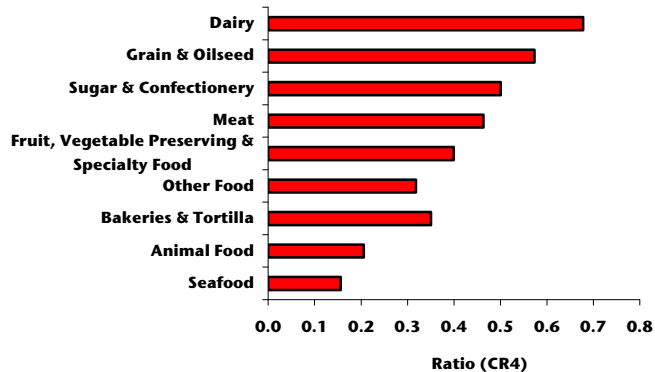 Dairy
Grain & Oilseed
Sugar & Confectionery
Meat
Fruit, Vegetable Preserving &
Specialty Food
Other Food
Bakeries & Tortilla
Animal Food
Seafood
0.0 0.1 0.2 0.3 0.4 0.5 0.6 0.7 0.8
Ratio (CR4)